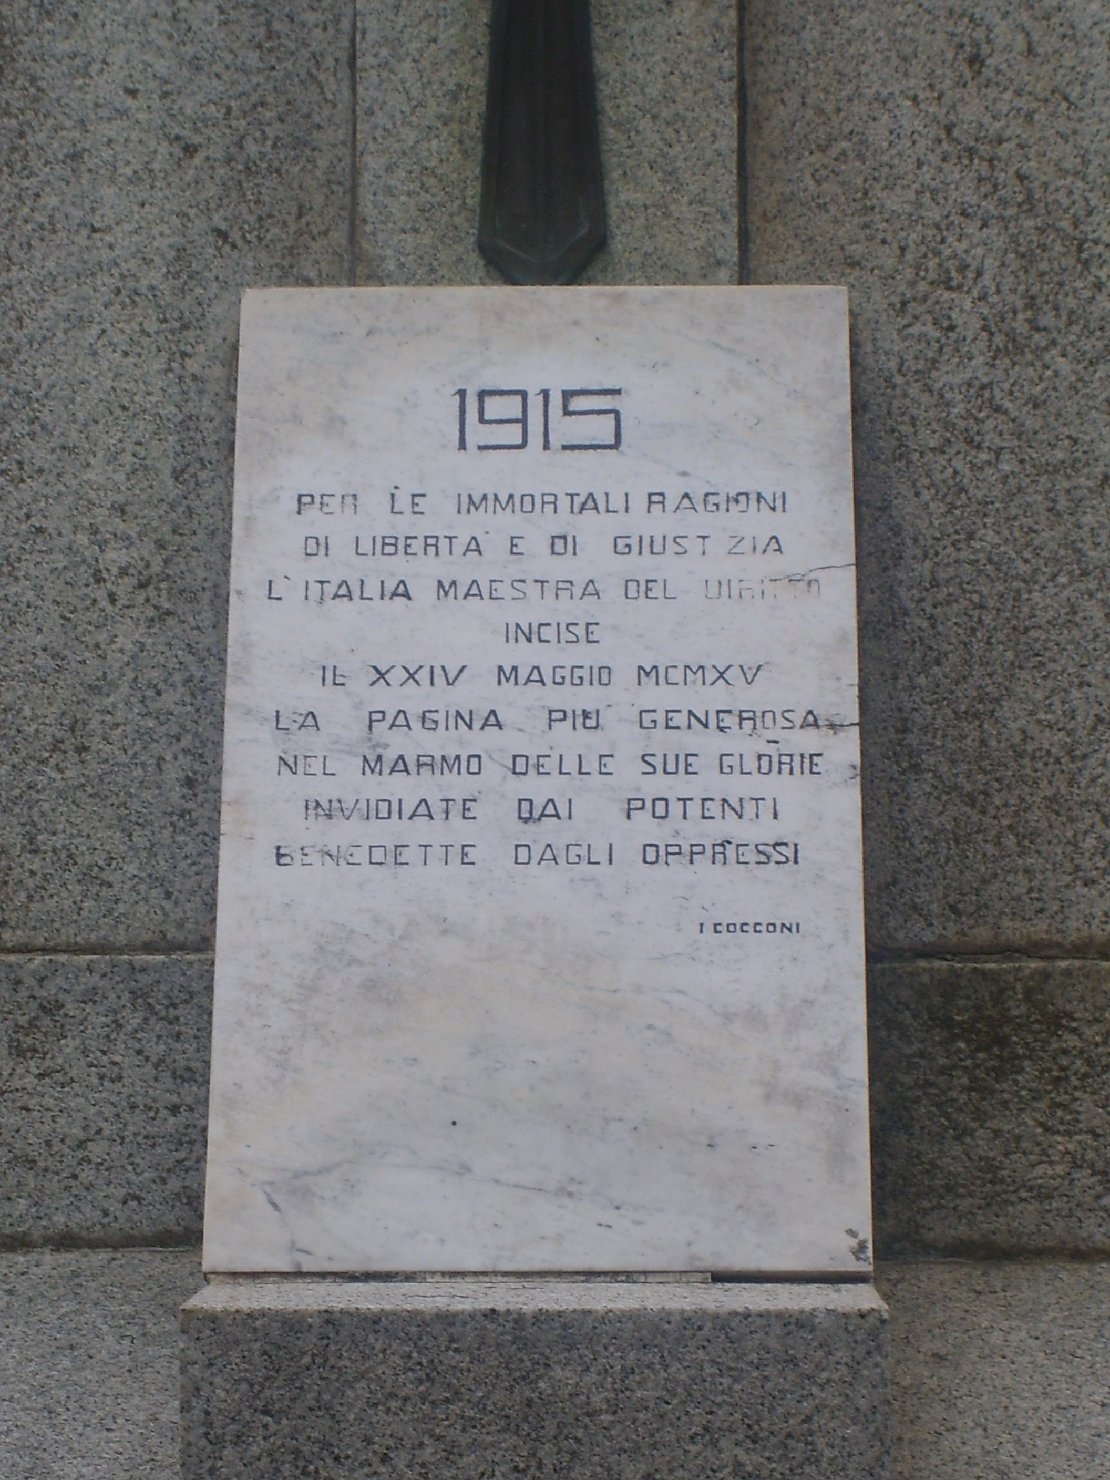 1915
PER LE IMMORTALI RAGIONI
DI LIBERTA' E DI GIUSTIZIA
L'ITALIA MAESTRA DEL DIRITTO
INCISE
IL XXIV MAGGIO MCMXV
LA PAGINA PIU' GENEROSA
NEL MARMO DELLE SUE GLORIE
INVIDIATE DAI POTENTI
BENEDETTE DAGLI OPPRESSI
I COCCONI